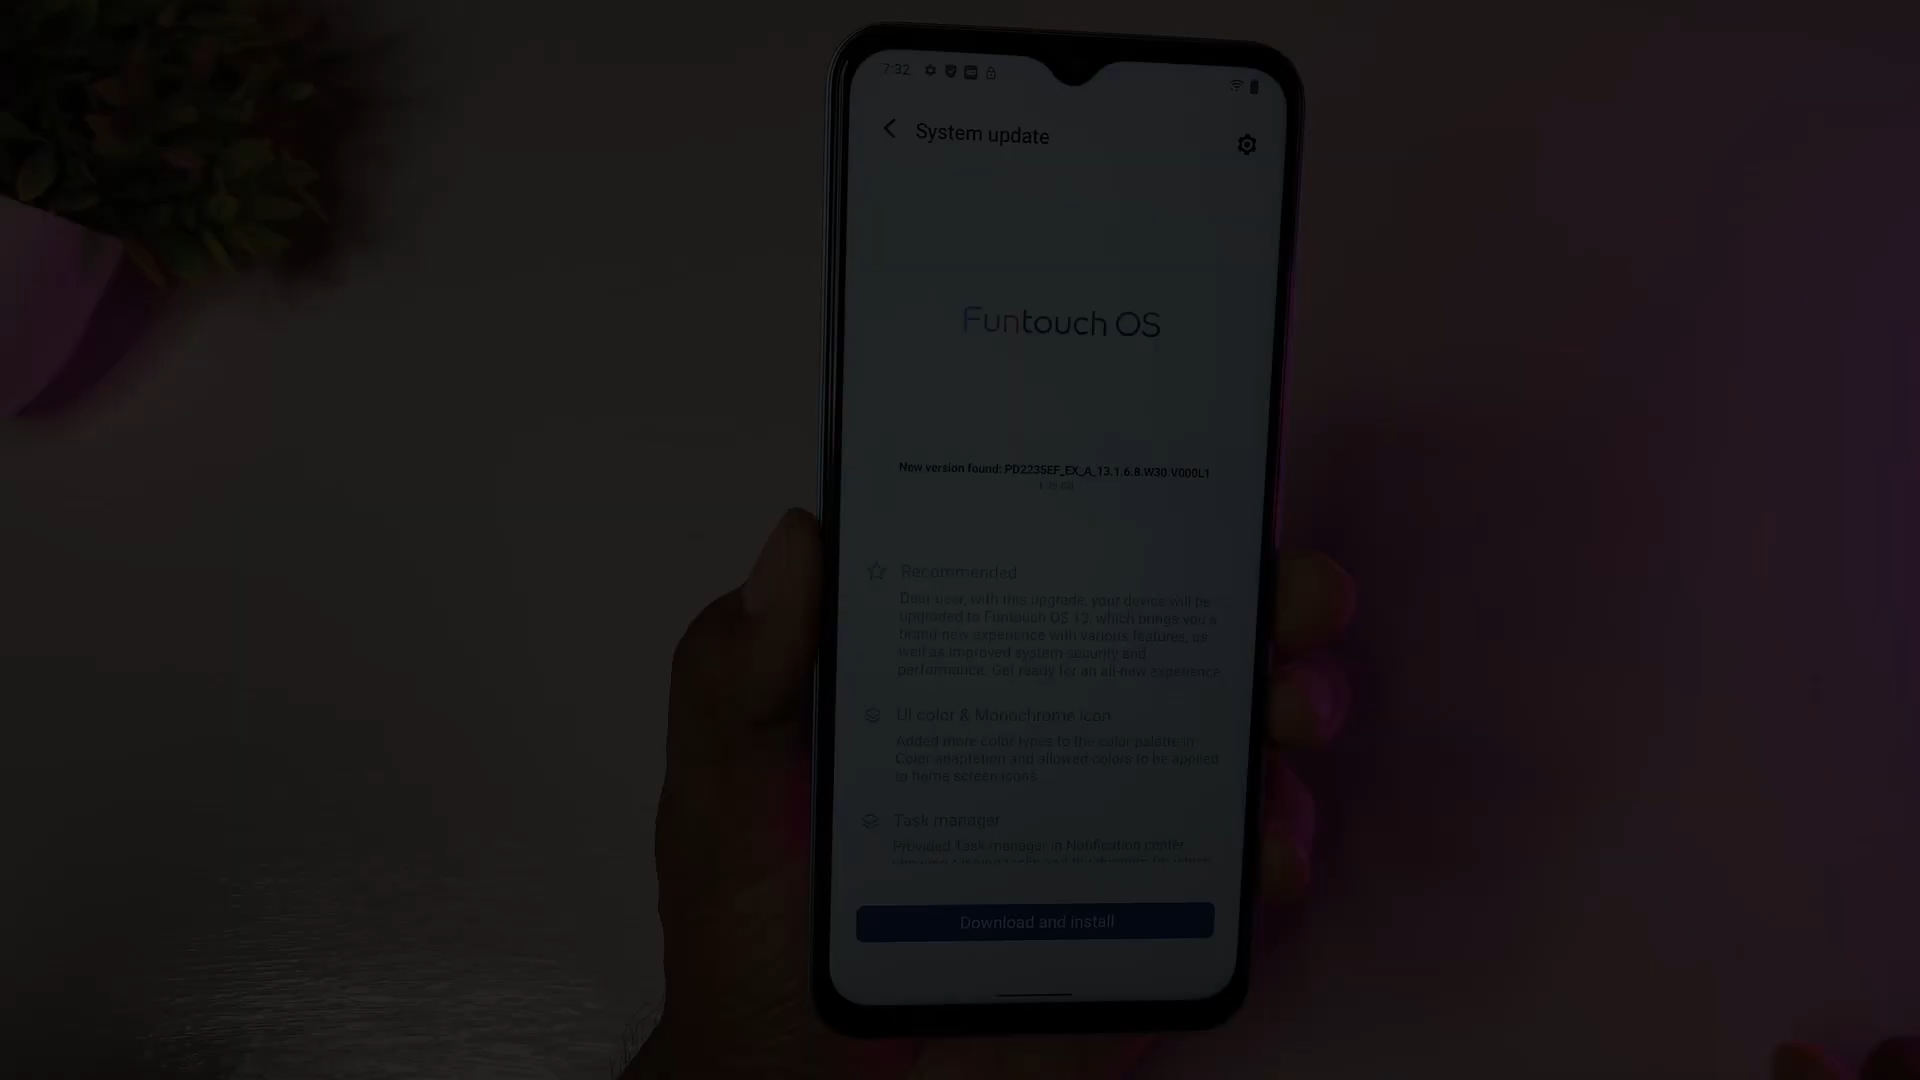 7:32
System update
Funtouch OS
New version found: PD2235EF_EX_A_13.1.6.8.W30.V000L1
Recommended
Dear user, with this upgrade, your device will be
upgraded to Funtouch OS 13, which brings you a
brand-new experience with various features, as
well as improved system security and
performance. Get ready for an all-new experience
UI color & Monochrome icon
Added more color types to the color palette in
Color adaptation and allowed colors to be applied
to home screen icons
Task manager
Provided Task manager in Notification center
Download and install